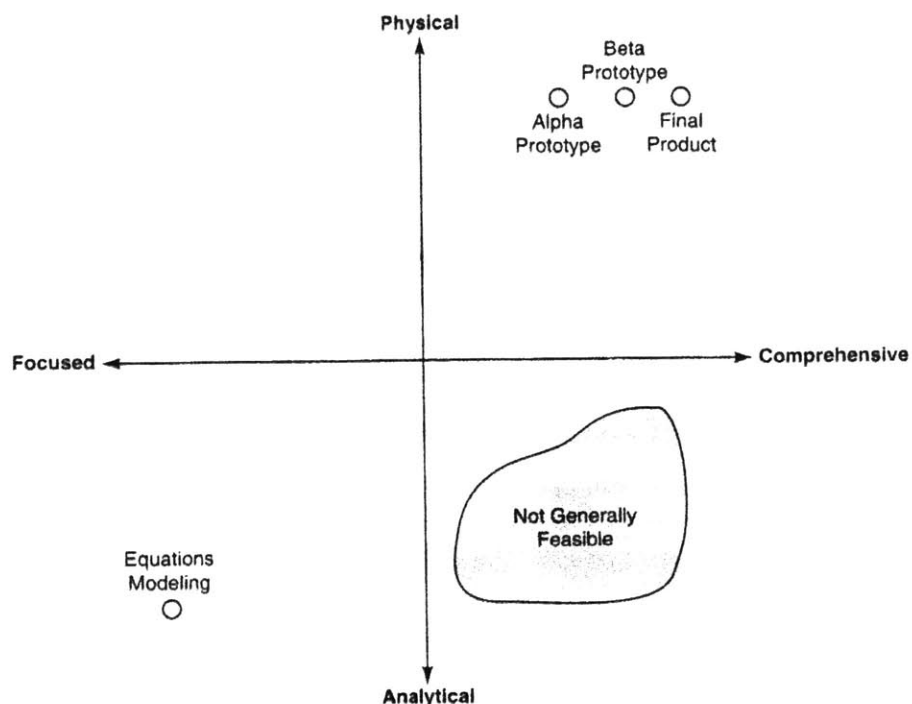 Physical
Beta
Prototype
Alpha
Prototype
Final
Product
Focused
Comprehensive
Not Generally
Feasible
Equations
Modeling
Analytical